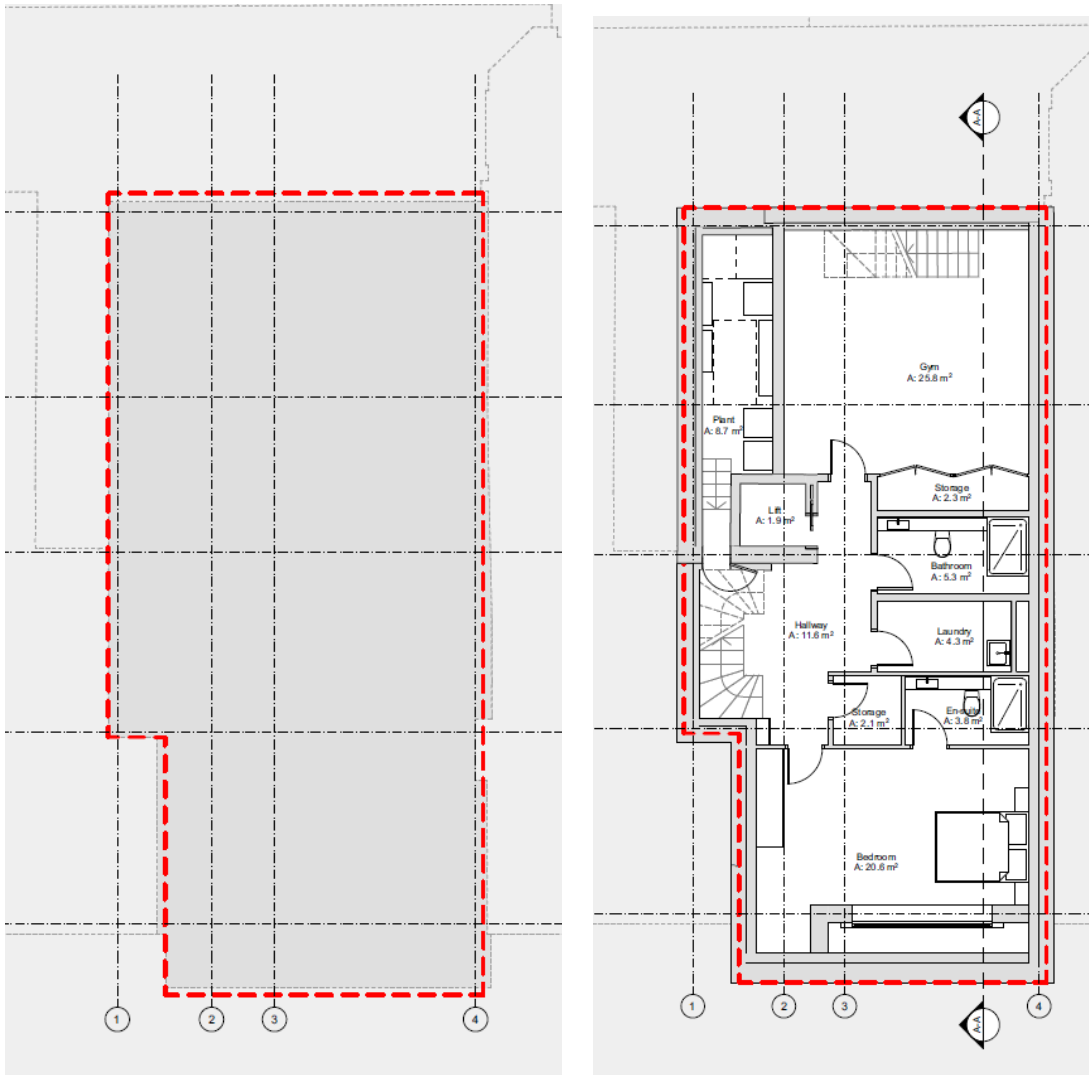 A-A
Gym
A: 25.8 m²
Plant
A: 8.7 m²
Storage
A: 2.3 m²
Lift
A: 1.9 m²
Bathroom
A: 5.3 m²
Hallway
A: 11.6 m²
Laundry
A: 4.3 m²
Storage
A: 2.1 m²
En-suite
A: 3.8 m²
Bedroom
A: 20.6 m²
1 2 3 4
1 2 3 4
A-A